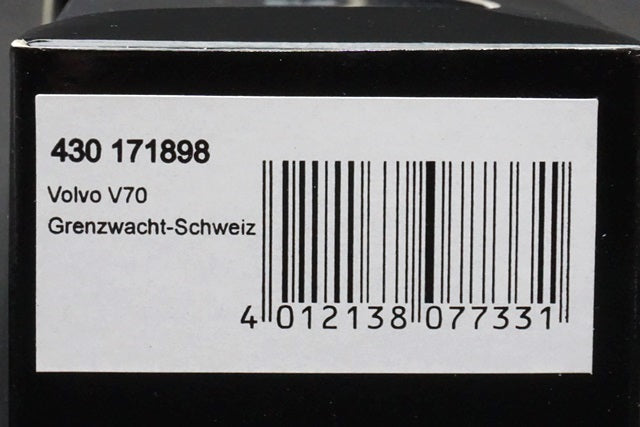 430 171898
Volvo V70
Grenzwacht-Schweiz
4 012138 077331